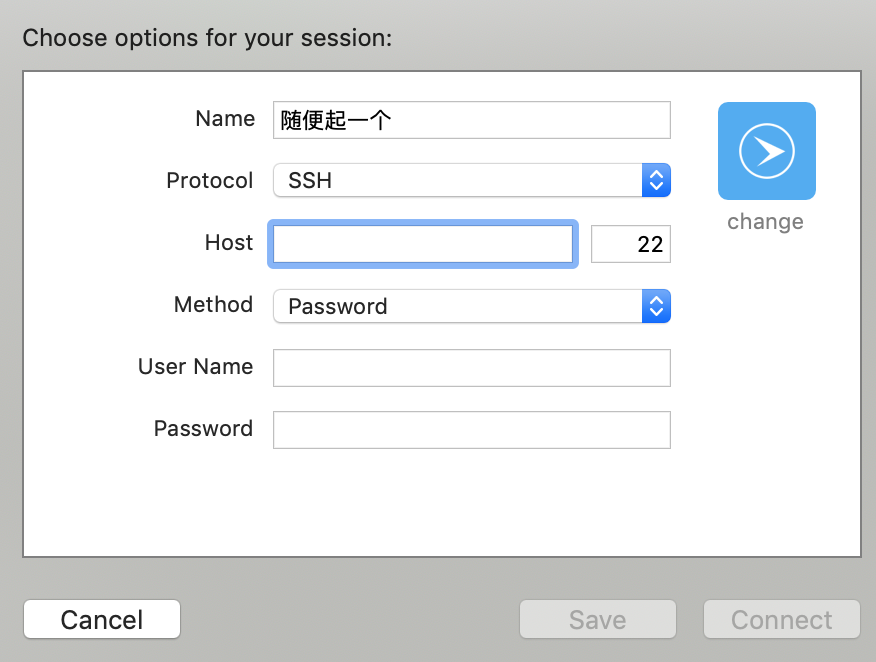 Choose options for your session:
Name 随便起一个
change
Protocol SSH
Host 22
Method Password
User Name
Password
Cancel Save Connect